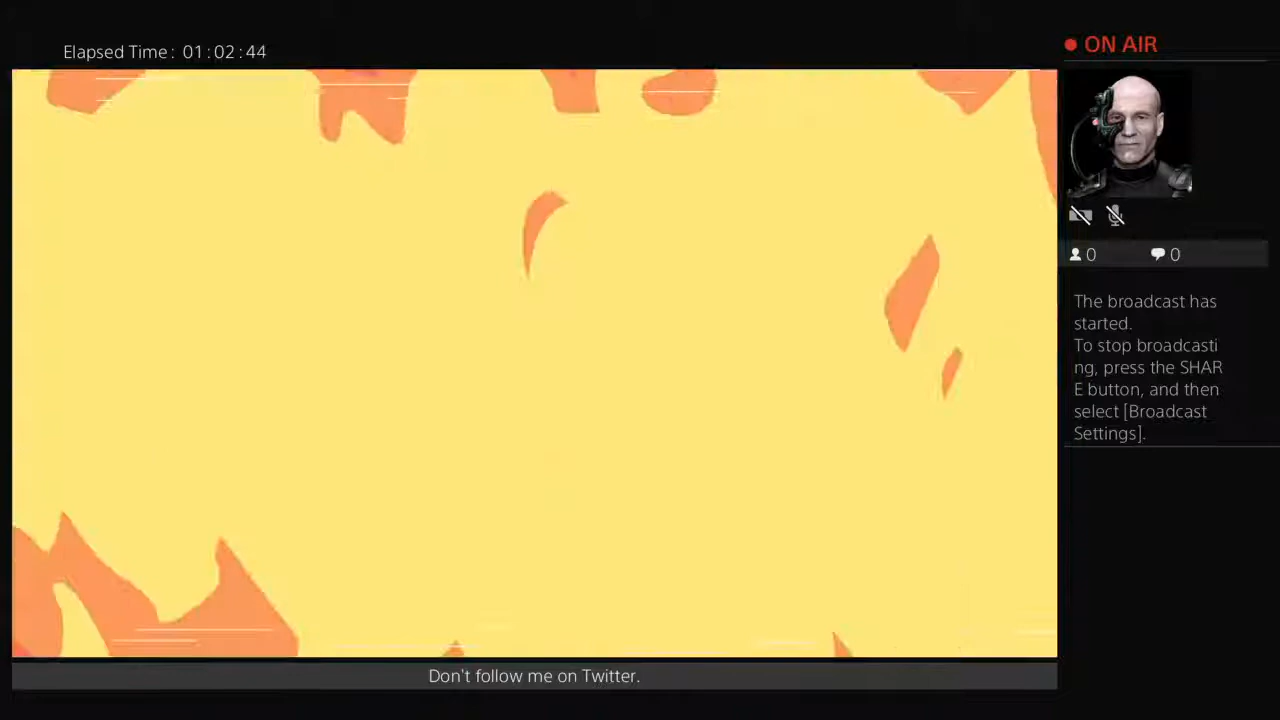 Elapsed Time: 01:02:44
ON AIR
0 0
The broadcast has
started.
To stop broadcasti
ng, press the SHAR
E button, and then
select [Broadcast
Settings].
Don't follow me on Twitter.